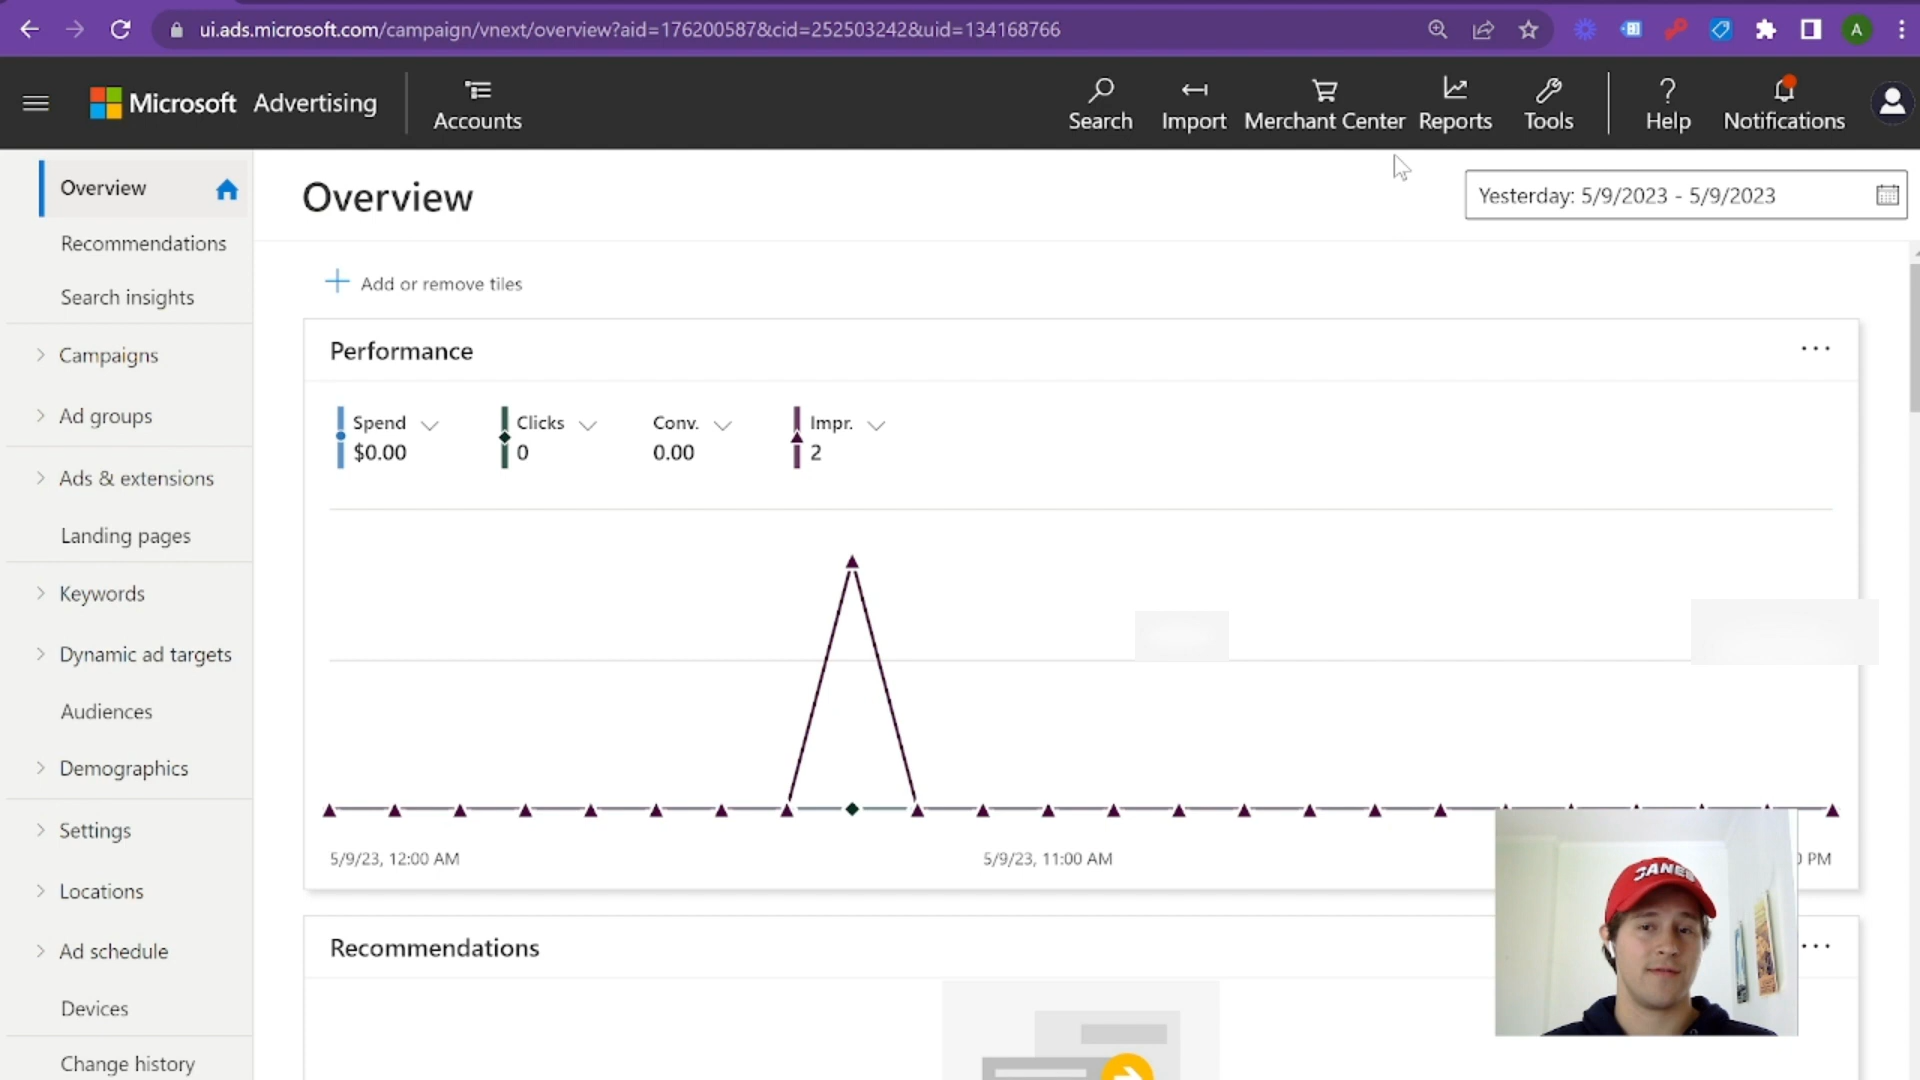 ui.ads.microsoft.com/campaign/vnext/overview?aid=176200587&cid=252503242&uid=134168766
A
Microsoft Advertising
Accounts
Search
Import
Merchant Center
Reports
Tools
Help
Notifications
Overview
Recommendations
Search insights
Campaigns
Ad groups
Ads & extensions
Landing pages
Keywords
Dynamic ad targets
Audiences
Demographics
Settings
Locations
Ad schedule
Devices
Change history
Overview
Yesterday: 5/9/2023 - 5/9/2023
Add or remove tiles
Performance
Spend
$0.00
Clicks
0
Conv.
0.00
Impr.
2
5/9/23, 12:00 AM
5/9/23, 11:00 AM
PM
Recommendations